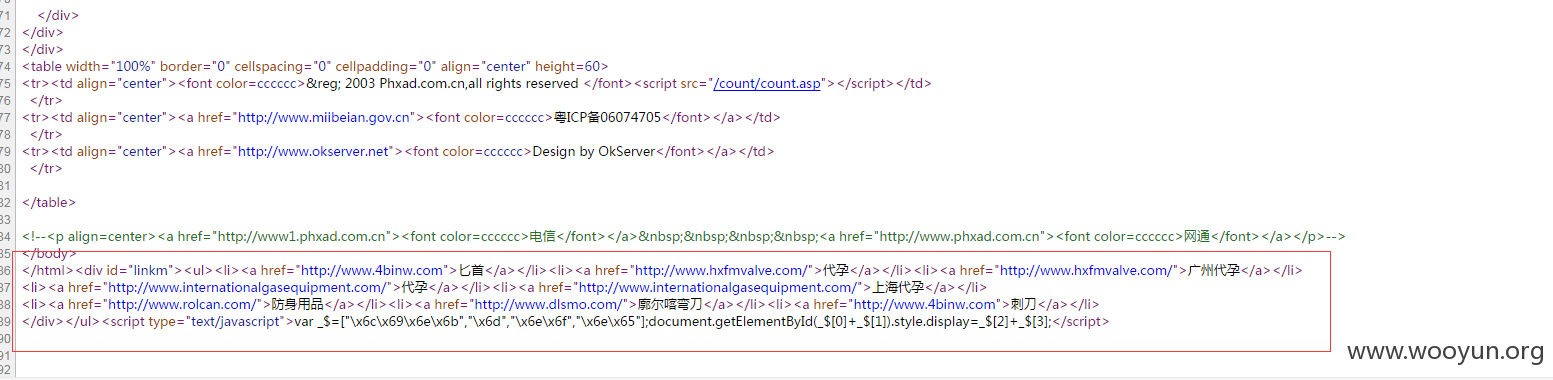 71 </div>
72 </div>
73 </div>
74 <table width="100%" border="0" cellspacing="0" cellpadding="0" align="center" height=60>
75 <tr><td align="center"><font color=cccccc>&reg; 2003 Phxad.com.cn,all rights reserved </font><script src="/count/count.asp"></script></td>
76 </tr>
77 <tr><td align="center"><a href="http://www.miibeian.gov.cn"><font color=cccccc>粤ICP备06074705</font></a></td>
78 </tr>
79 <tr><td align="center"><a href="http://www.okserver.net"><font color=cccccc>Design by OkServer</font></a></td>
80 </tr>
81
82 </table>
83
84 <!--<p align=center><a href="http://www1.phxad.com.cn"><font color=cccccc>电信</font></a>&nbsp;&nbsp;&nbsp;&nbsp;<a href="http://www.phxad.com.cn"><font color=cccccc>网通</font></a></p>-->
85 </body>
86 </html><div id="linkm"><ul><li><a href="http://www.4binw.com">匕首</a></li><li><a href="http://www.hxfmvalve.com/">代孕</a></li><li><a href="http://www.hxfmvalve.com/">广州代孕</a></li>
87 <li><a href="http://www.internationalgasequipment.com/">代孕</a></li><li><a href="http://www.internationalgasequipment.com/">上海代孕</a></li>
88 <li><a href="http://www.rolcan.com/">防身用品</a></li><li><a href="http://www.dlsmo.com/">廓尔喀弯刀</a></li><li><a href="http://www.4binw.com">刺刀</a></li>
89 </div></ul><script type="text/javascript">var _$=["\x6c\x69\x6e\x6b","\x6d","\x6e\x6f","\x6e\x65"];document.getElementById(_$[0]+_$[1]).style.display=_$[2]+_$[3];</script>
90
91
92
www.wooyun.org